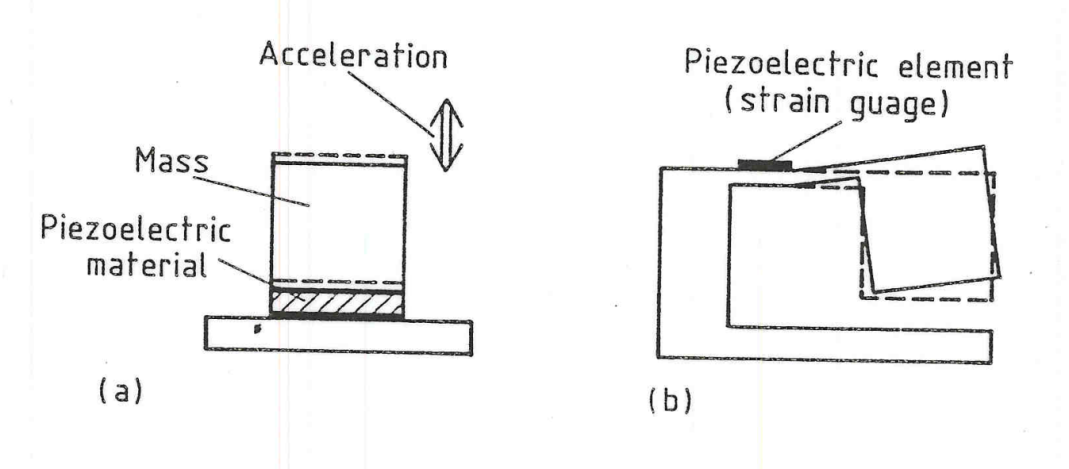 Acceleration
Mass
Piezoelectric
material
(a)
Piezoelectric element
(strain guage)
(b)